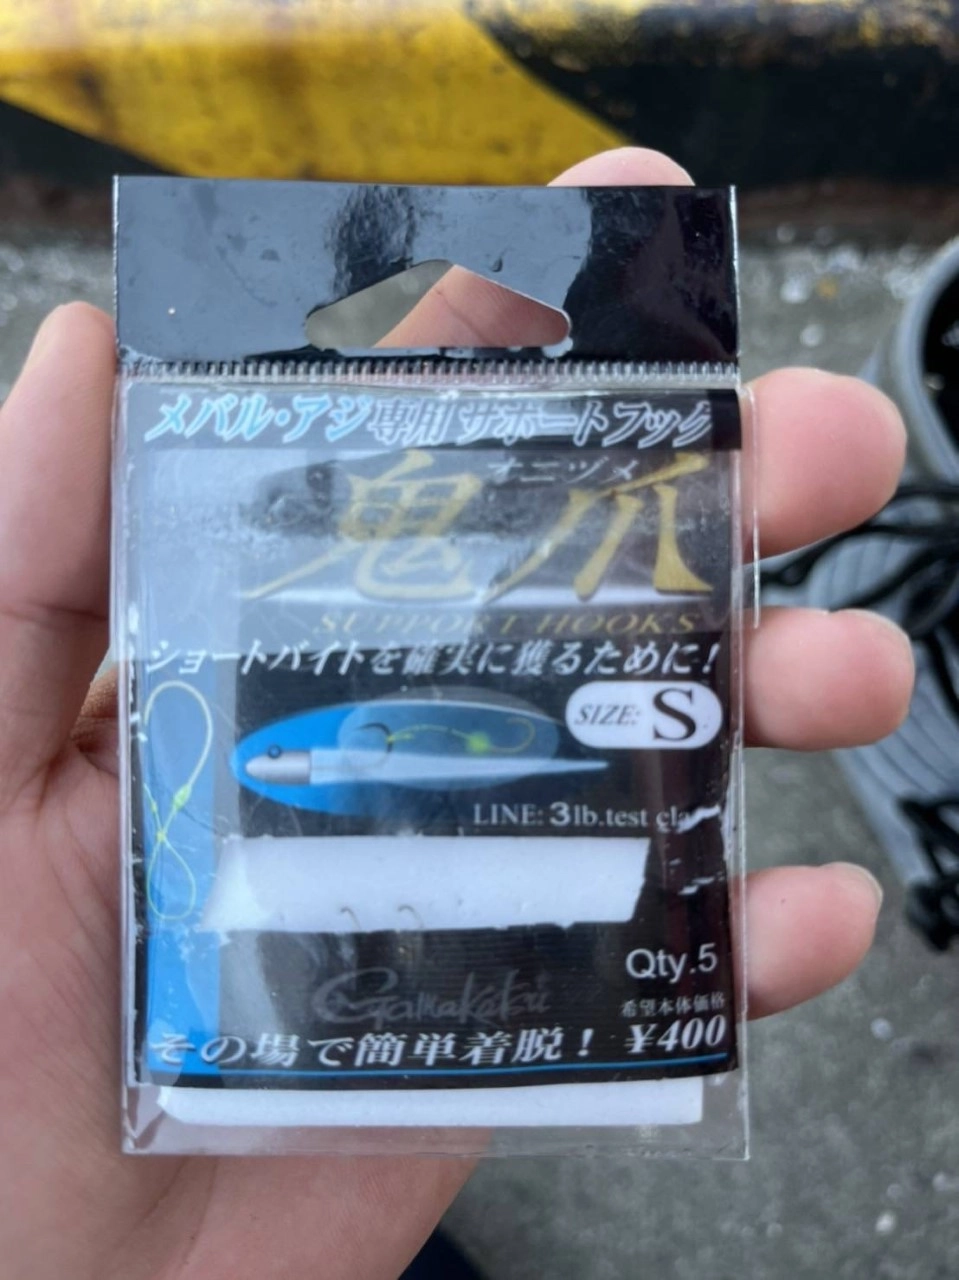 メバル・アジ専用サポートフック
オニヅメ
鬼爪
SUPPORT HOOKS
ショートバイトを確実に獲るために！
SIZE: S
LINE: 3lb.test
Qty.5
Gamakatsu
希望本体価格
その場で簡単着脱！ ¥400